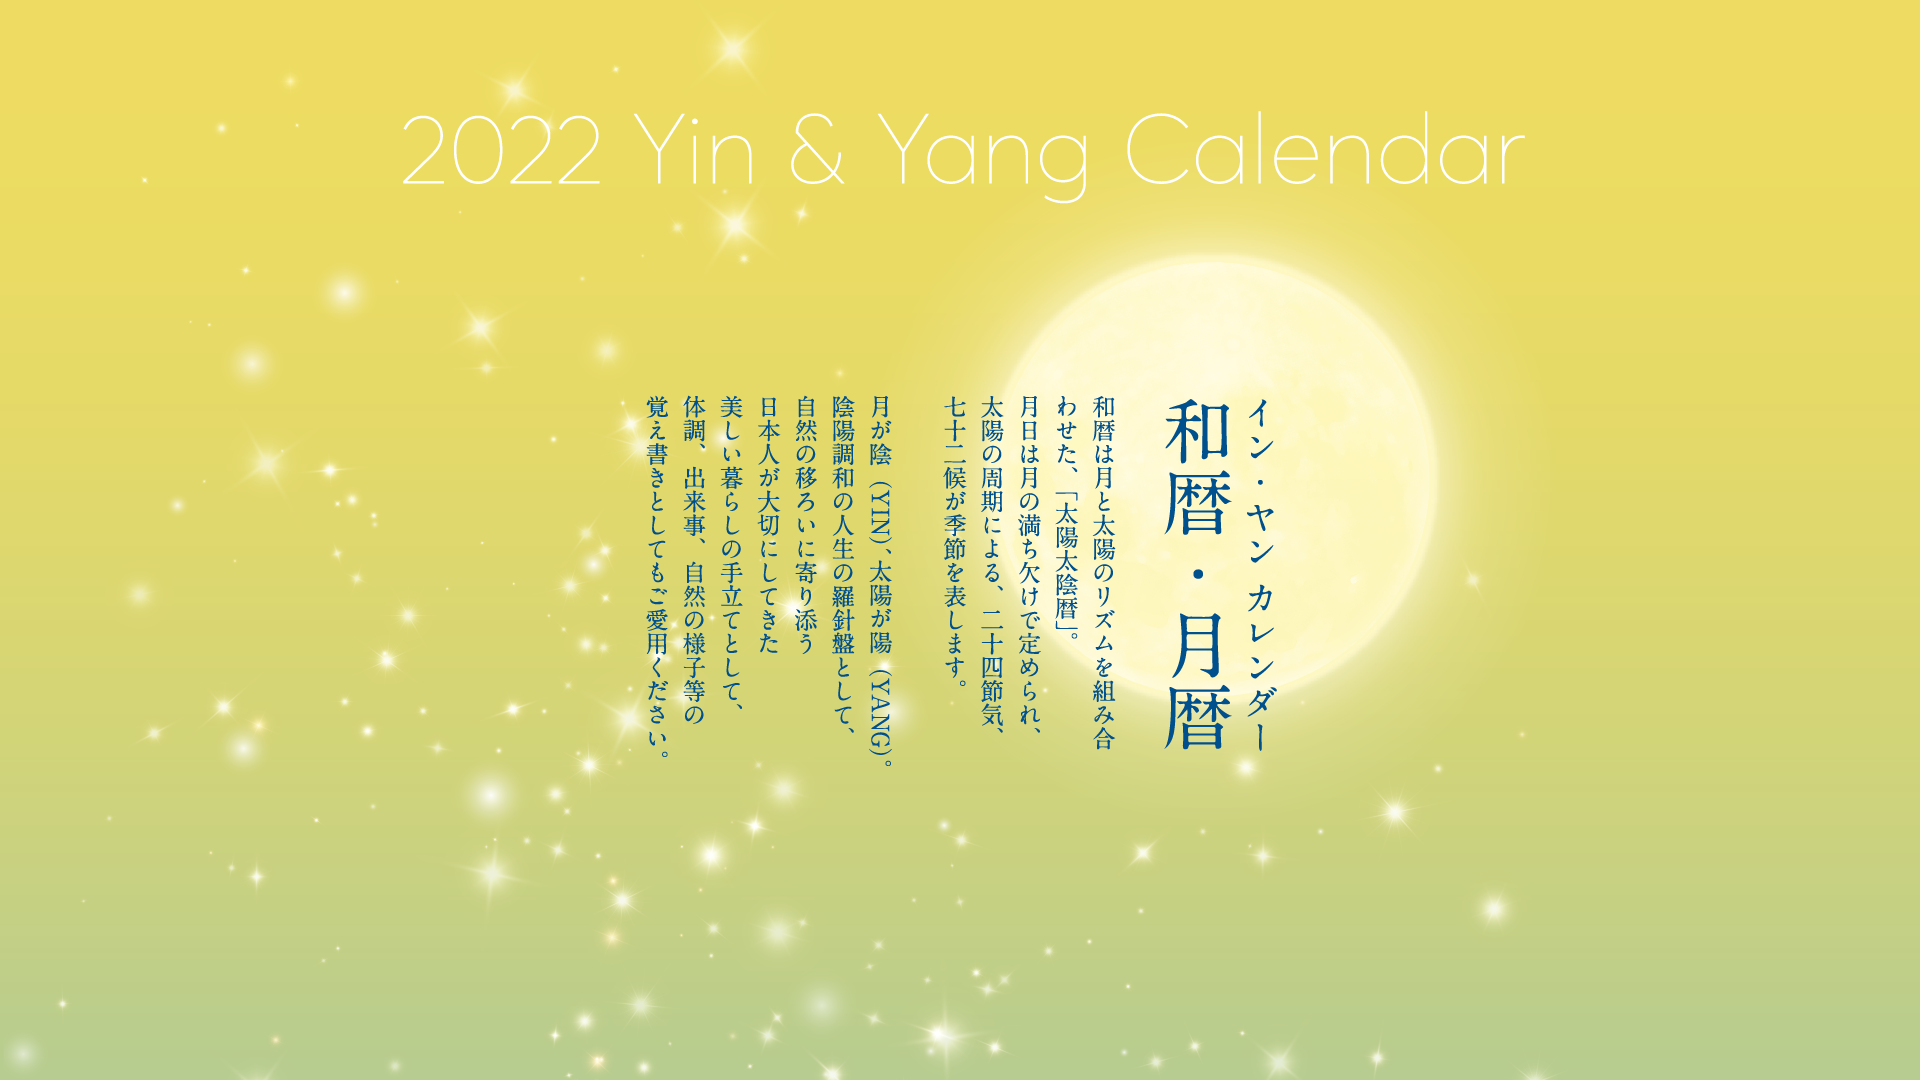 2022 Yin & Yang Calendar
イン・ヤン カレンダー
和暦・月暦
和暦は月と太陽のリズムを組み合
わせた、「太陽太陰暦」。
月日は月の満ち欠けで定められ、
太陽の周期による、二十四節気、
七十二候が季節を表します。
月が陰（YIN）、太陽が陽（YANG）。
陰陽調和の人生の羅針盤として、
自然の移ろいに寄り添う
日本人が大切にしてきた
美しい暮らしの手立てとして、
体調、出来事、自然の様子等の
覚え書きとしてもご愛用ください。